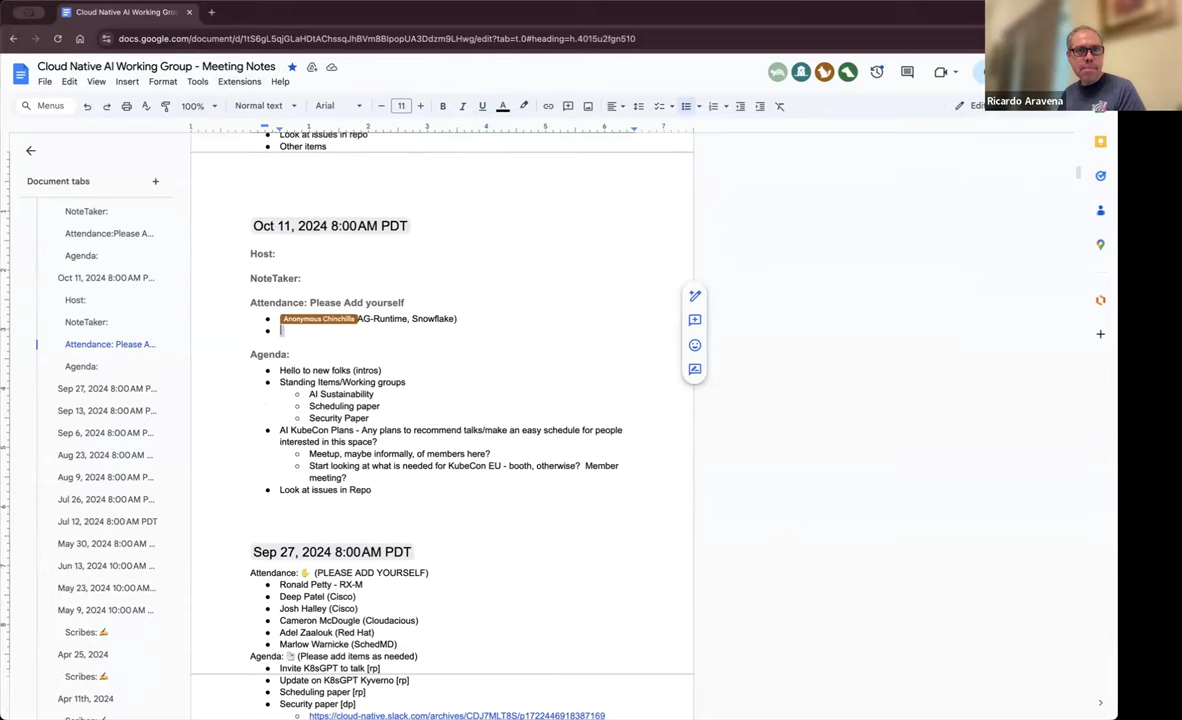 Cloud Native AI Working Gro
docs.google.com/document/d/1tS6gL5qjGLaHDtAChssqJhBVm8BlpopUA3Ddzm9LHwg/edit?tab=t.0#heading=h.4015u2fgn510
Cloud Native AI Working Group - Meeting Notes
File Edit View Insert Format Tools Extensions Help
Menus 100% Normal text Arial 11
Ricardo Aravena
Document tabs
NoteTaker:
Attendance:Please A...
Agenda:
Oct 11, 2024 8:00AM P...
Host:
NoteTaker:
Attendance: Please A...
Agenda:
Sep 27, 2024 8:00AM P...
Sep 13, 2024 8:00AM P...
Sep 6, 2024 8:00AM P...
Aug 23, 2024 8:00AM P...
Aug 9, 2024 8:00AM P...
Jul 26, 2024 8:00AM P...
Jul 12, 2024 8:00AM PDT
May 30, 2024 8:00AM ...
Jun 13, 2024 10:00AM ...
May 23, 2024 10:00AM...
May 9, 2024 10:00AM ...
Scribes: ✍️
Apr 25, 2024
Scribes: ✍️
Apr 11th, 2024
Look at issues in repo
Other items
Oct 11, 2024 8:00AM PDT
Host:
NoteTaker:
Attendance: Please Add yourself
Anonymous Chinchilla AG-Runtime, Snowflake)
Agenda:
Hello to new folks (intros)
Standing Items/Working groups
AI Sustainability
Scheduling paper
Security Paper
AI KubeCon Plans - Any plans to recommend talks/make an easy schedule for people
interested in this space?
Meetup, maybe informally, of members here?
Start looking at what is needed for KubeCon EU - booth, otherwise? Member
meeting?
Look at issues in Repo
Sep 27, 2024 8:00AM PDT
Attendance: ✋ (PLEASE ADD YOURSELF)
Ronald Petty - RX-M
Deep Patel (Cisco)
Josh Halley (Cisco)
Cameron McDougle (Cloudacious)
Adel Zaalouk (Red Hat)
Marlow Warnicke (SchedMD)
Agenda: 📑 (Please add items as needed)
Invite K8sGPT to talk [rp]
Update on K8sGPT Kyverno [rp]
Scheduling paper [rp]
Security paper [dp]
https://cloud-native.slack.com/archives/CDJ7MLT8S/p1722446918387169